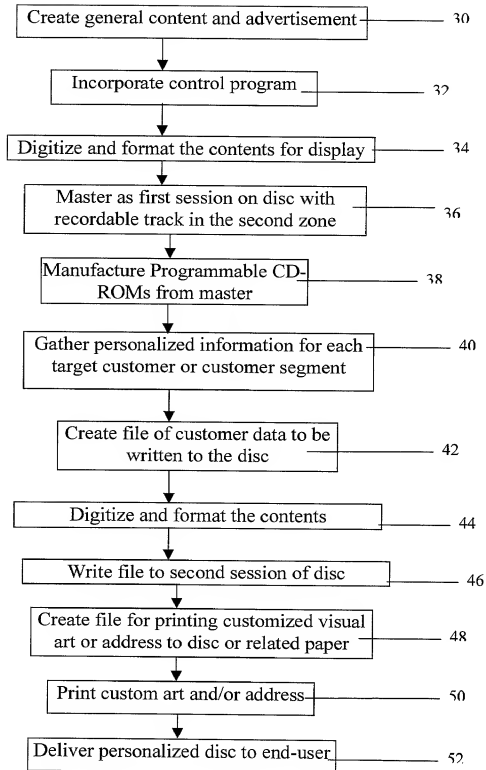 Create general content and advertisement 30
Incorporate control program 32
Digitize and format the contents for display 34
Master as first session on disc with
recordable track in the second zone 36
Manufacture Programmable CD-
ROMs from master 38
Gather personalized information for each 40
target customer or customer segment
Create file of customer data to be
written to the disc 42
Digitize and format the contents 44
Write file to second session of disc 46
Create file for printing customized visual
art or address to disc or related paper 48
Print custom art and/or address 50
Deliver personalized disc to end-user 52